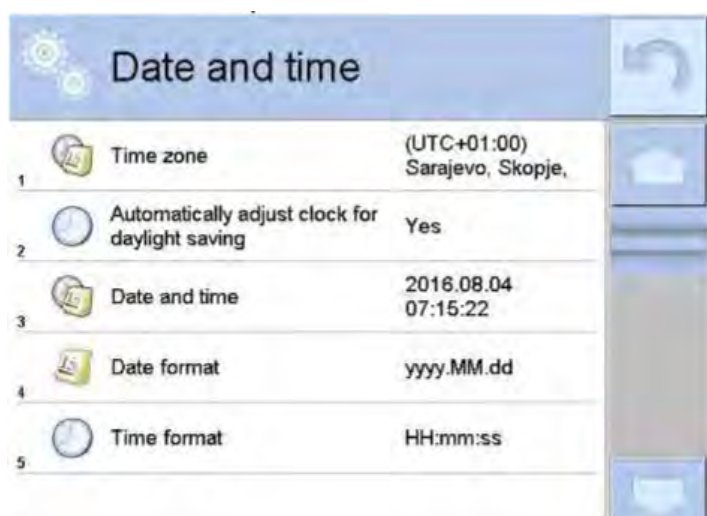 Date and time
1 Time zone (UTC+01:00)
Sarajevo, Skopje,
2 Automatically adjust clock for
daylight saving Yes
3 Date and time 2016.08.04
07:15:22
4 Date format yyyy.MM.dd
5 Time format HH:mm:ss